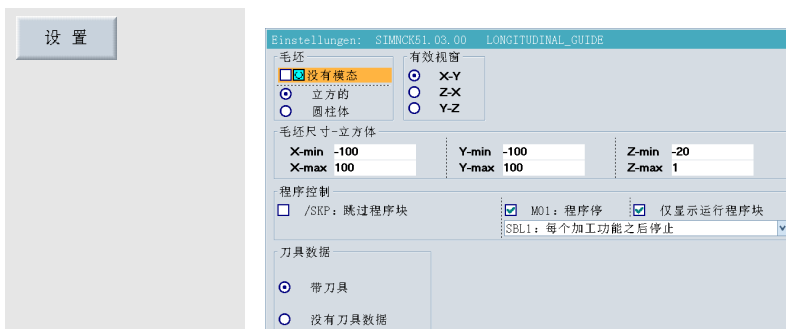 设 置
Einstellungen: SIMNCK51.03.00 LONGITUDINAL_GUIDE
毛坯 有效视窗
没有模态 X-Y
立方的 Z-X
圆柱体 Y-Z
毛坯尺寸-立方体
X-min -100 Y-min -100 Z-min -20
X-max 100 Y-max 100 Z-max 1
程序控制
/SKP: 跳过程序块 M01: 程序停 仅显示运行程序块
SBL1: 每个加工功能之后停止
刀具数据
带刀具
没有刀具数据